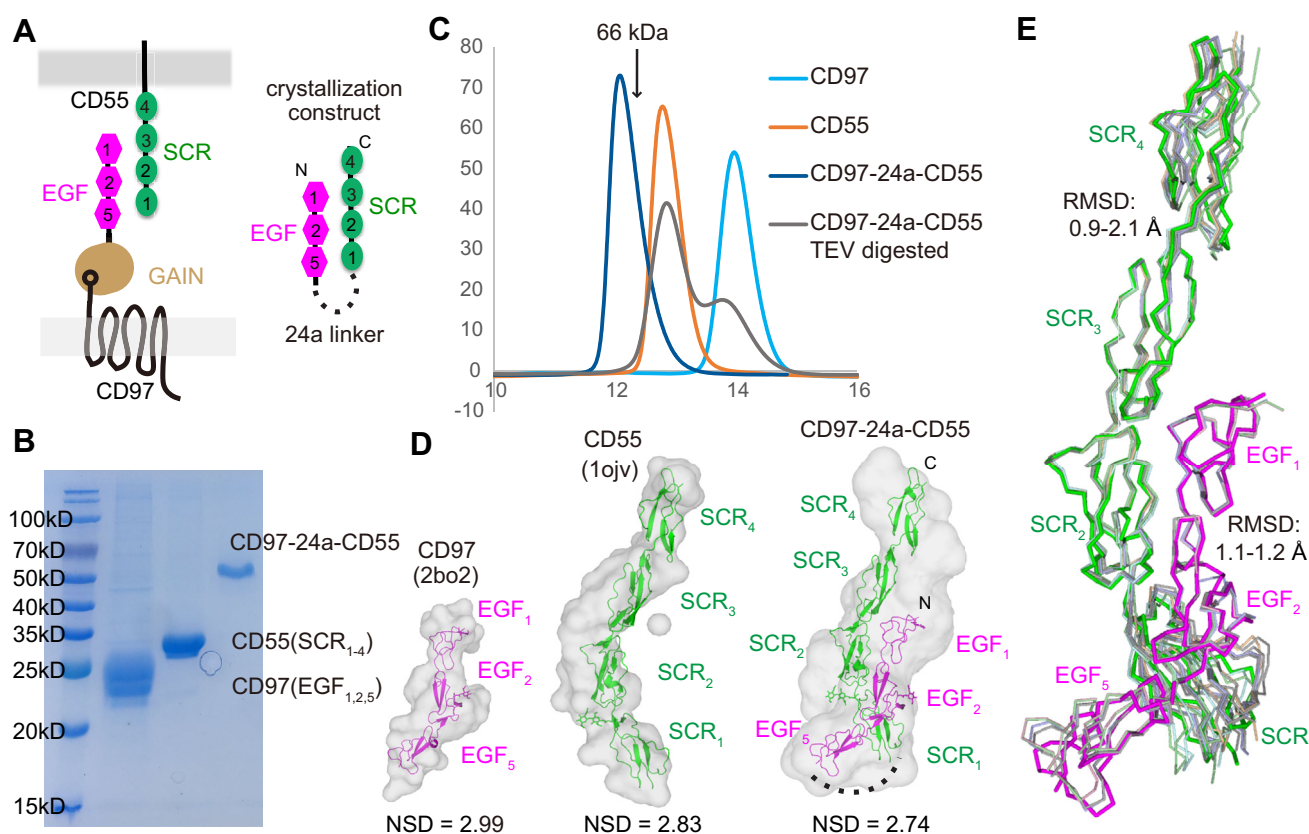 A
CD55
4
3
2
1
SCR
1
2
5
EGF
GAIN
CD97
crystallization
construct
N
C
4
3
2
1
SCR
1
2
5
EGF
24a linker
B
100kD
70kD
50kD
40kD
35kD
25kD
20kD
15kD
CD97-24a-CD55
CD55(SCR1-4)
CD97(EGF1,2,5)
C
66 kDa
80
70
60
50
40
30
20
10
0
-10
10
12
14
16
CD97
CD55
CD97-24a-CD55
CD97-24a-CD55
TEV digested
D
CD97
(2bo2)
EGF1
EGF2
EGF5
NSD = 2.99
CD55
(1ojv)
SCR4
SCR3
SCR2
SCR1
NSD = 2.83
CD97-24a-CD55
C
SCR4
SCR3
N
SCR2
EGF1
EGF2
EGF5
SCR1
NSD = 2.74
E
SCR4
RMSD:
0.9-2.1 Å
SCR3
EGF1
SCR2
RMSD:
1.1-1.2 Å
EGF2
EGF5
SCR